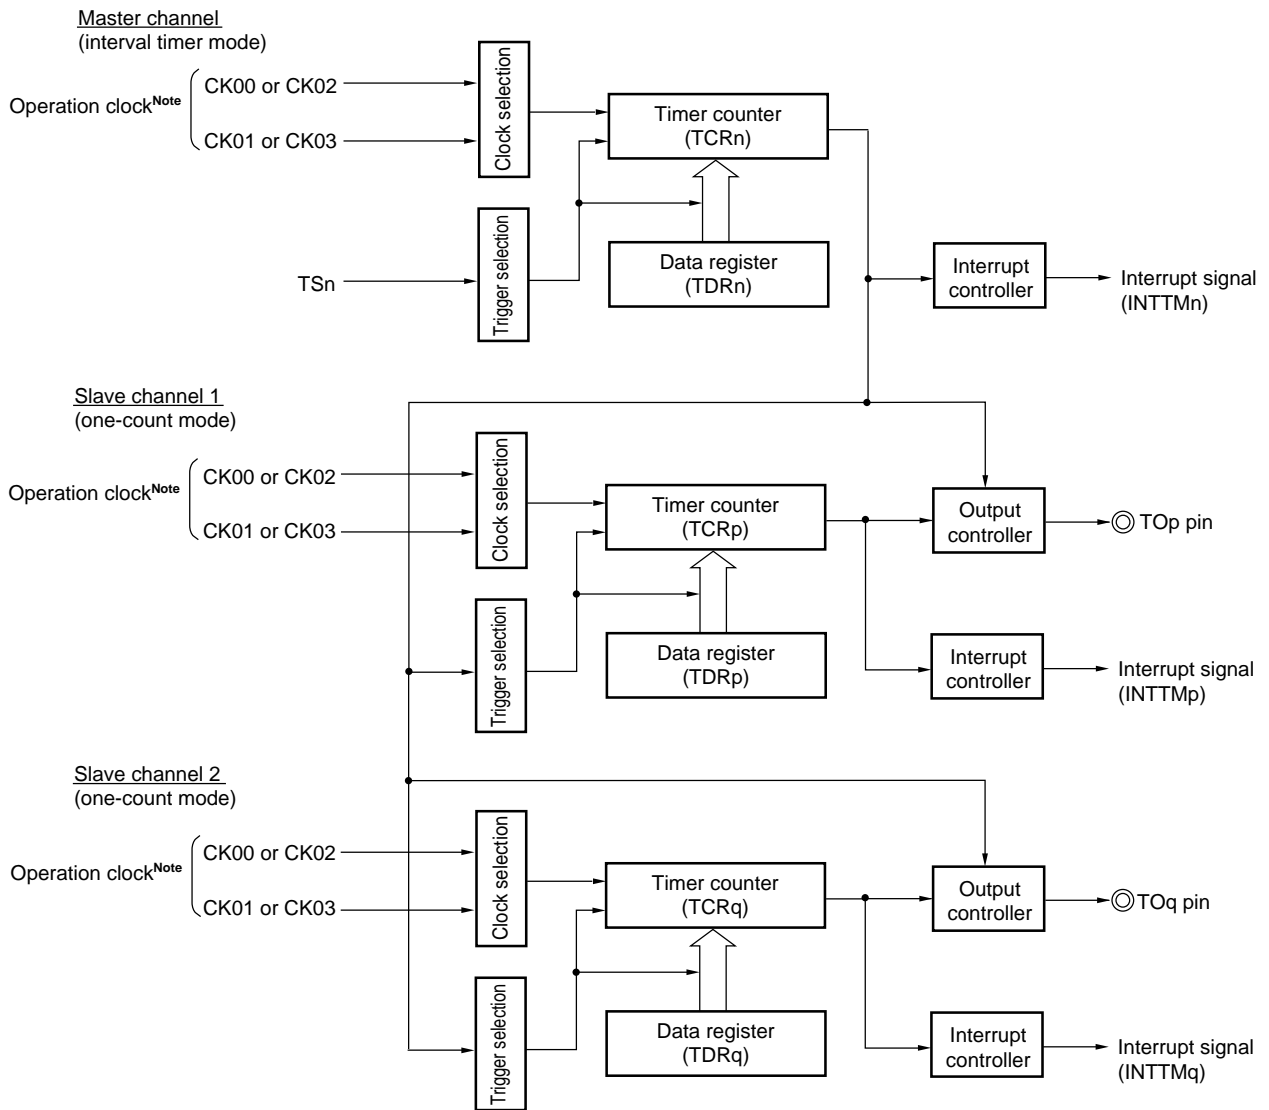 Master channel
(interval timer mode)
Operation clockNote
CK00 or CK02
CK01 or CK03
Clock selection
Timer counter
(TCRn)
TSn
Trigger selection
Data register
(TDRn)
Interrupt
controller
Interrupt signal
(INTTMn)
Slave channel 1
(one-count mode)
Operation clockNote
CK00 or CK02
CK01 or CK03
Clock selection
Timer counter
(TCRp)
Output
controller
TOp pin
Trigger selection
Data register
(TDRp)
Interrupt
controller
Interrupt signal
(INTTMp)
Slave channel 2
(one-count mode)
Operation clockNote
CK00 or CK02
CK01 or CK03
Clock selection
Timer counter
(TCRq)
Output
controller
TOq pin
Trigger selection
Data register
(TDRq)
Interrupt
controller
Interrupt signal
(INTTMq)